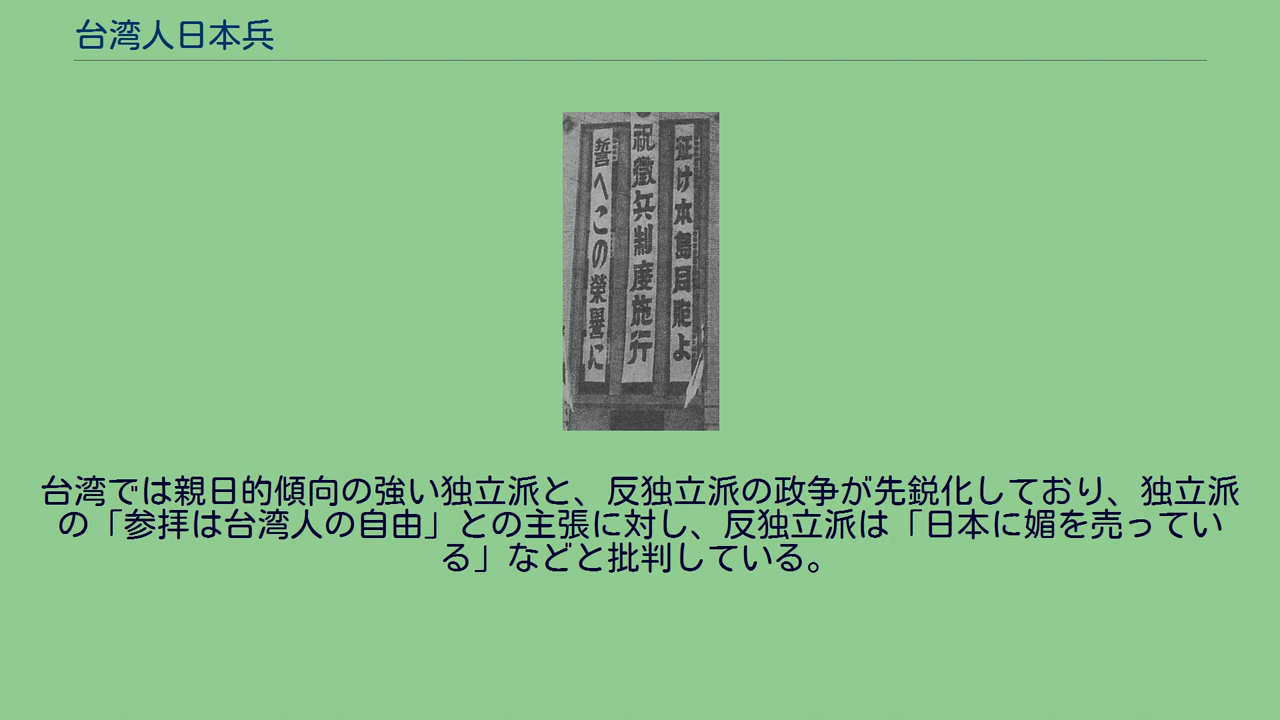 台湾人日本兵
征け本島同胞よ
祝徴兵制度施行
誓へこの榮譽に
台湾では親日的傾向の強い独立派と、反独立派の政争が先鋭化しており、独立派
の「参拝は台湾人の自由」との主張に対し、反独立派は「日本に媚を売ってい
る」などと批判している。